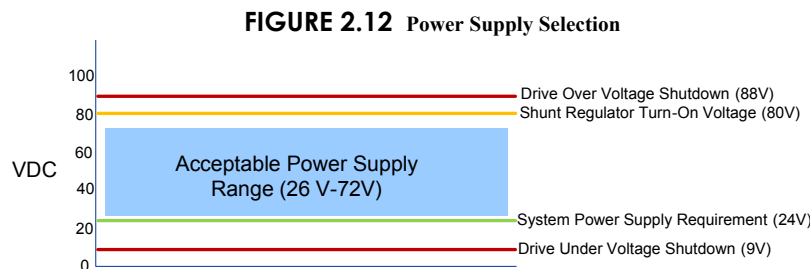 FIGURE 2.12 Power Supply Selection
100
80
60
40
20
0
VDC
Drive Over Voltage Shutdown (88V)
Shunt Regulator Turn-On Voltage (80V)
Acceptable Power Supply
Range (26 V-72V)
System Power Supply Requirement (24V)
Drive Under Voltage Shutdown (9V)